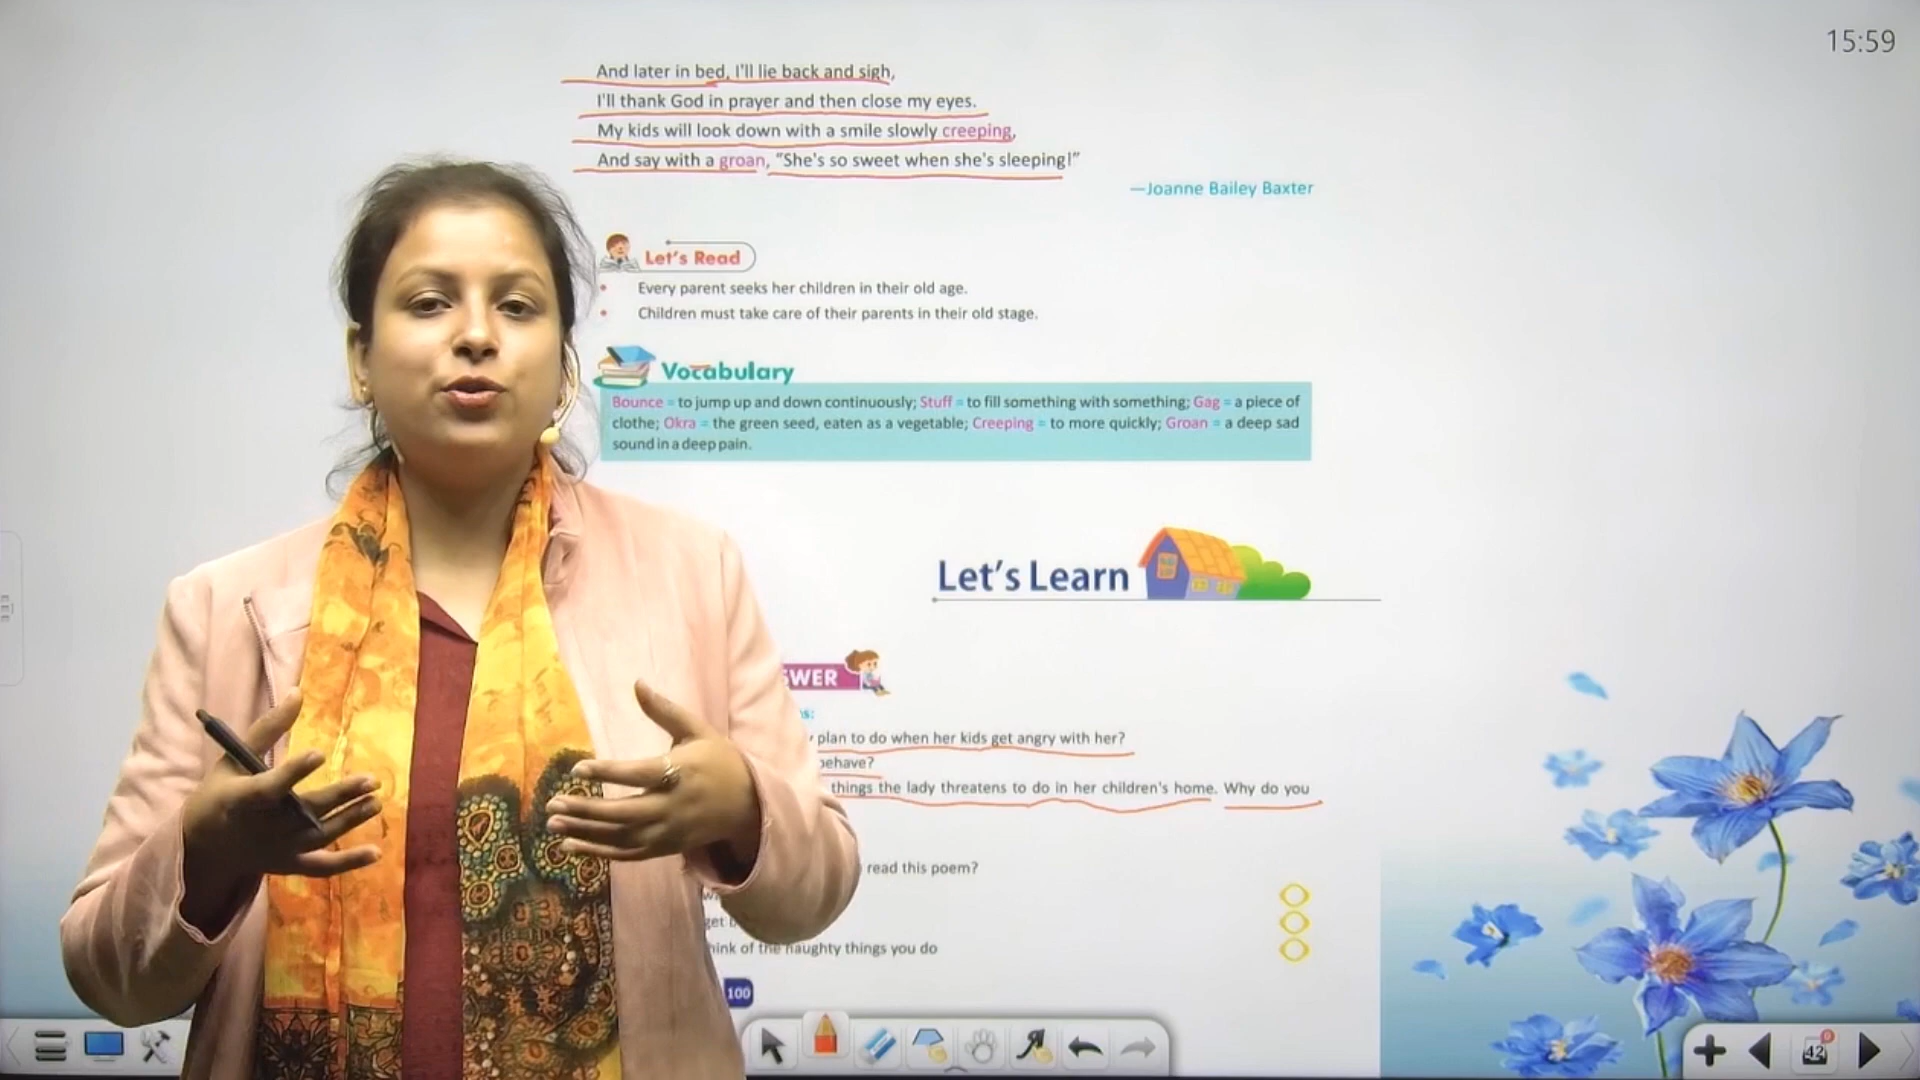 15:59
And later in bed, I'll lie back and sigh,
I'll thank God in prayer and then close my eyes.
My kids will look down with a smile slowly creeping,
And say with a groan, “She's so sweet when she's sleeping!”
—Joanne Bailey Baxter
Let's Read
• Every parent seeks her children in their old age.
• Children must take care of their parents in their old stage.
Vocabulary
Bounce = to jump up and down continuously; Stuff = to fill something with something; Gag = a piece of
clothe; Okra = the green seed, eaten as a vegetable; Creeping = to more quickly; Groan = a deep sad
sound in a deep pain.
Let's Learn
SWER
plan to do when her kids get angry with her?
behave?
things the lady threatens to do in her children's home. Why do you
read this poem?
get
think of the naughty things you do
100
42